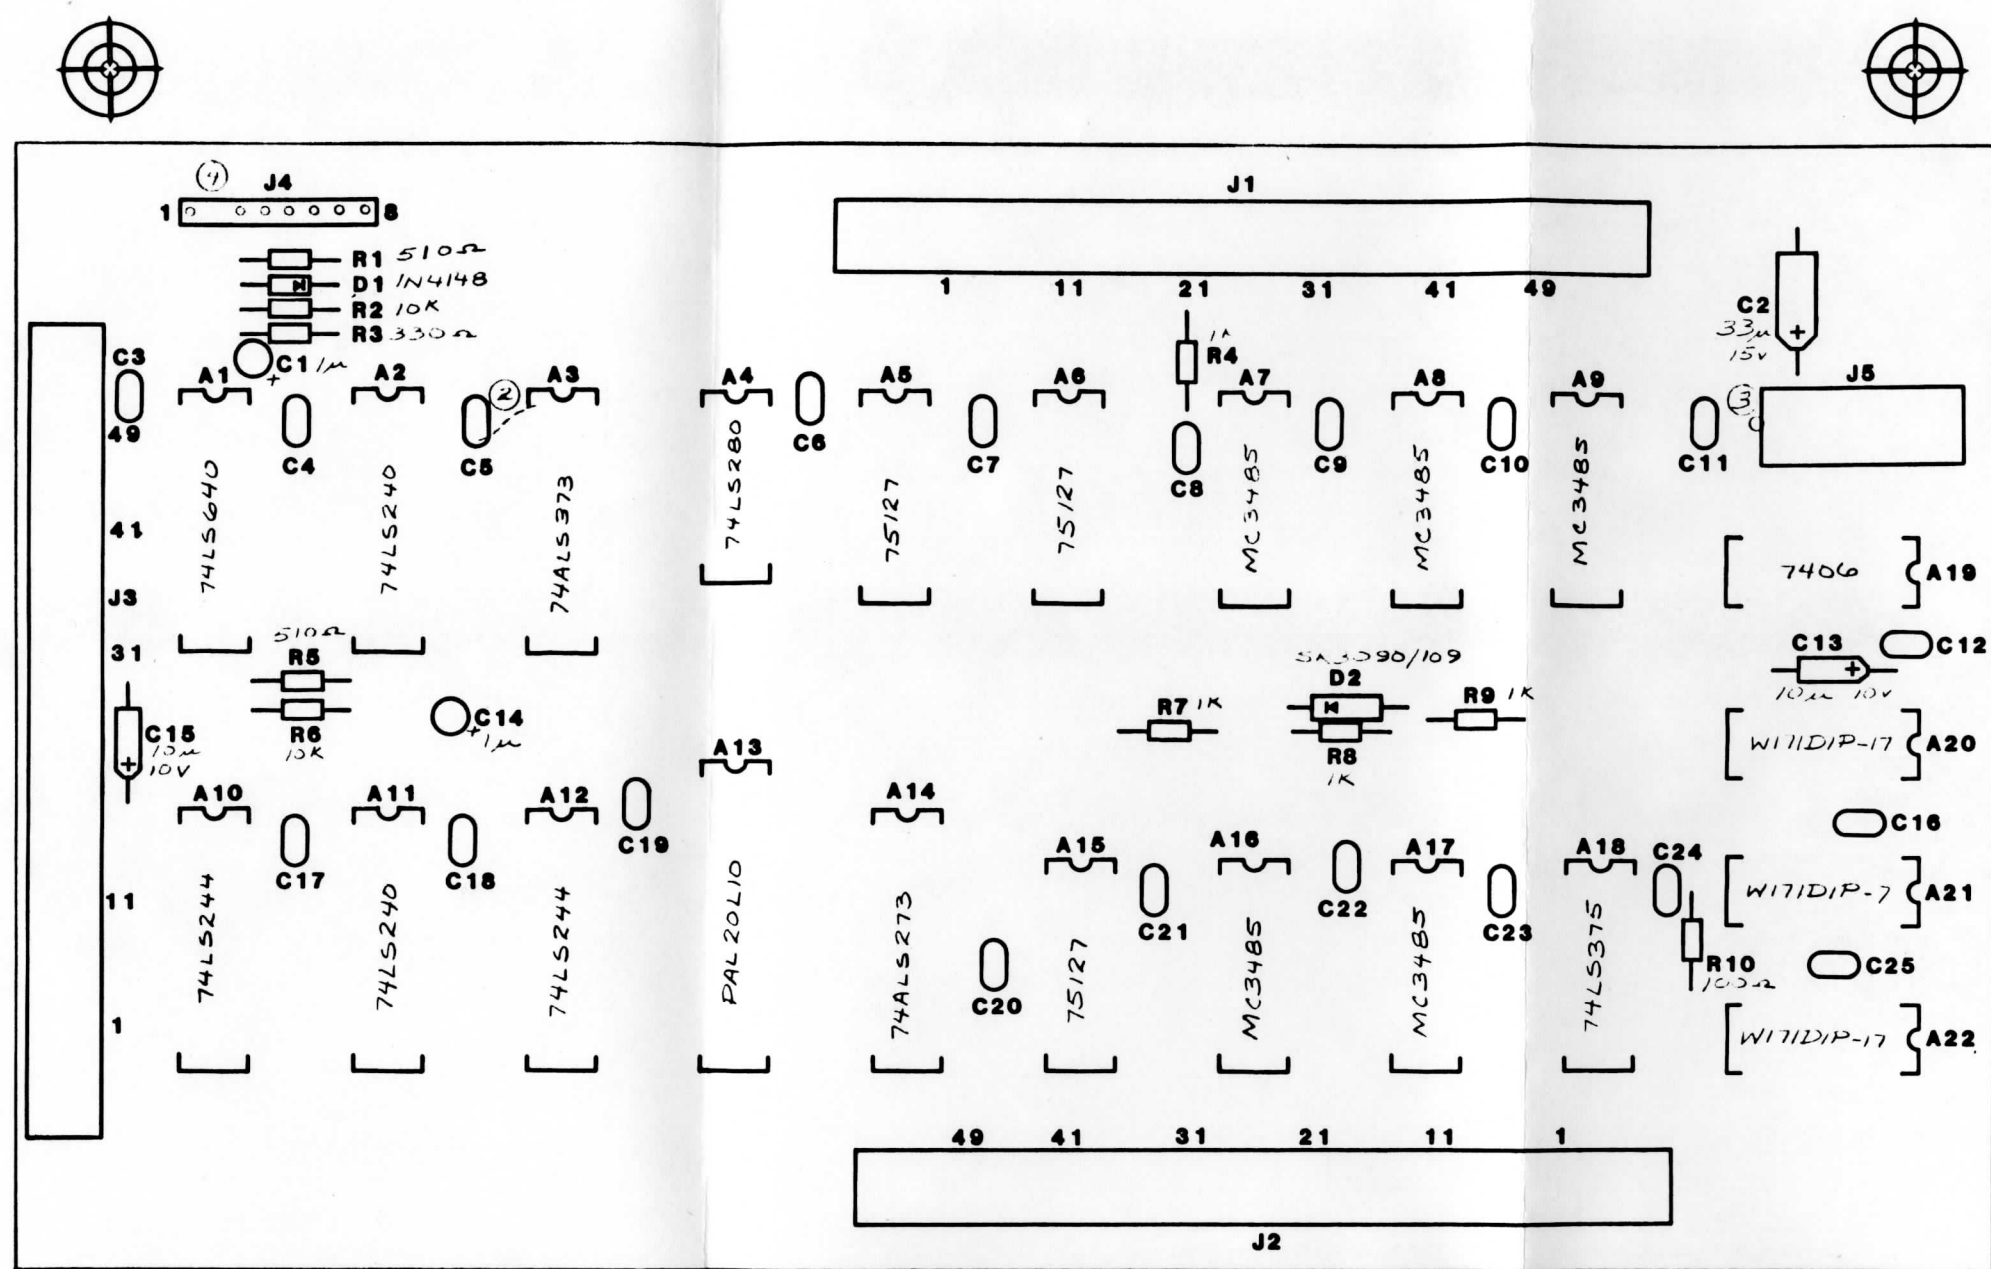 4
J4
J1
1 8
R1 510Ω
D1 1N4148
R2 10K
R3 330Ω
1 11 21 31 41 49
C2
33µ
15V
1K
R4
C3
C1 1µ
A1 A2 2 A3 A4 A5 A6 A7 A8 A9 J5
3
49
C4 C5 C6 C7 C8 C9 C10 C11
74LS640
74LS240
74ALS373
74LS280
75127
75127
MC3485
MC3485
MC3485
41
J3
31
7406 A19
510Ω
R5
R6
10K
C15
10µ
10V
C14
1µ
A13
R7 1K
D2
R8
1K
R9 1K
C13 C12
10µ 10V
W171DIP-17 A20
A10 A11 A12 A14
C19
C16
A15 A16 A17 A18 C24
C17 C18
C21 C22 C23
11
W171DIP-7 A21
74LS244
74LS240
74LS244
PAL20L10
74ALS273
75127
MC3485
MC3485
74LS375
C20
R10
100Ω
C25
1
W171DIP-17 A22
49 41 31 21 11 1
J2